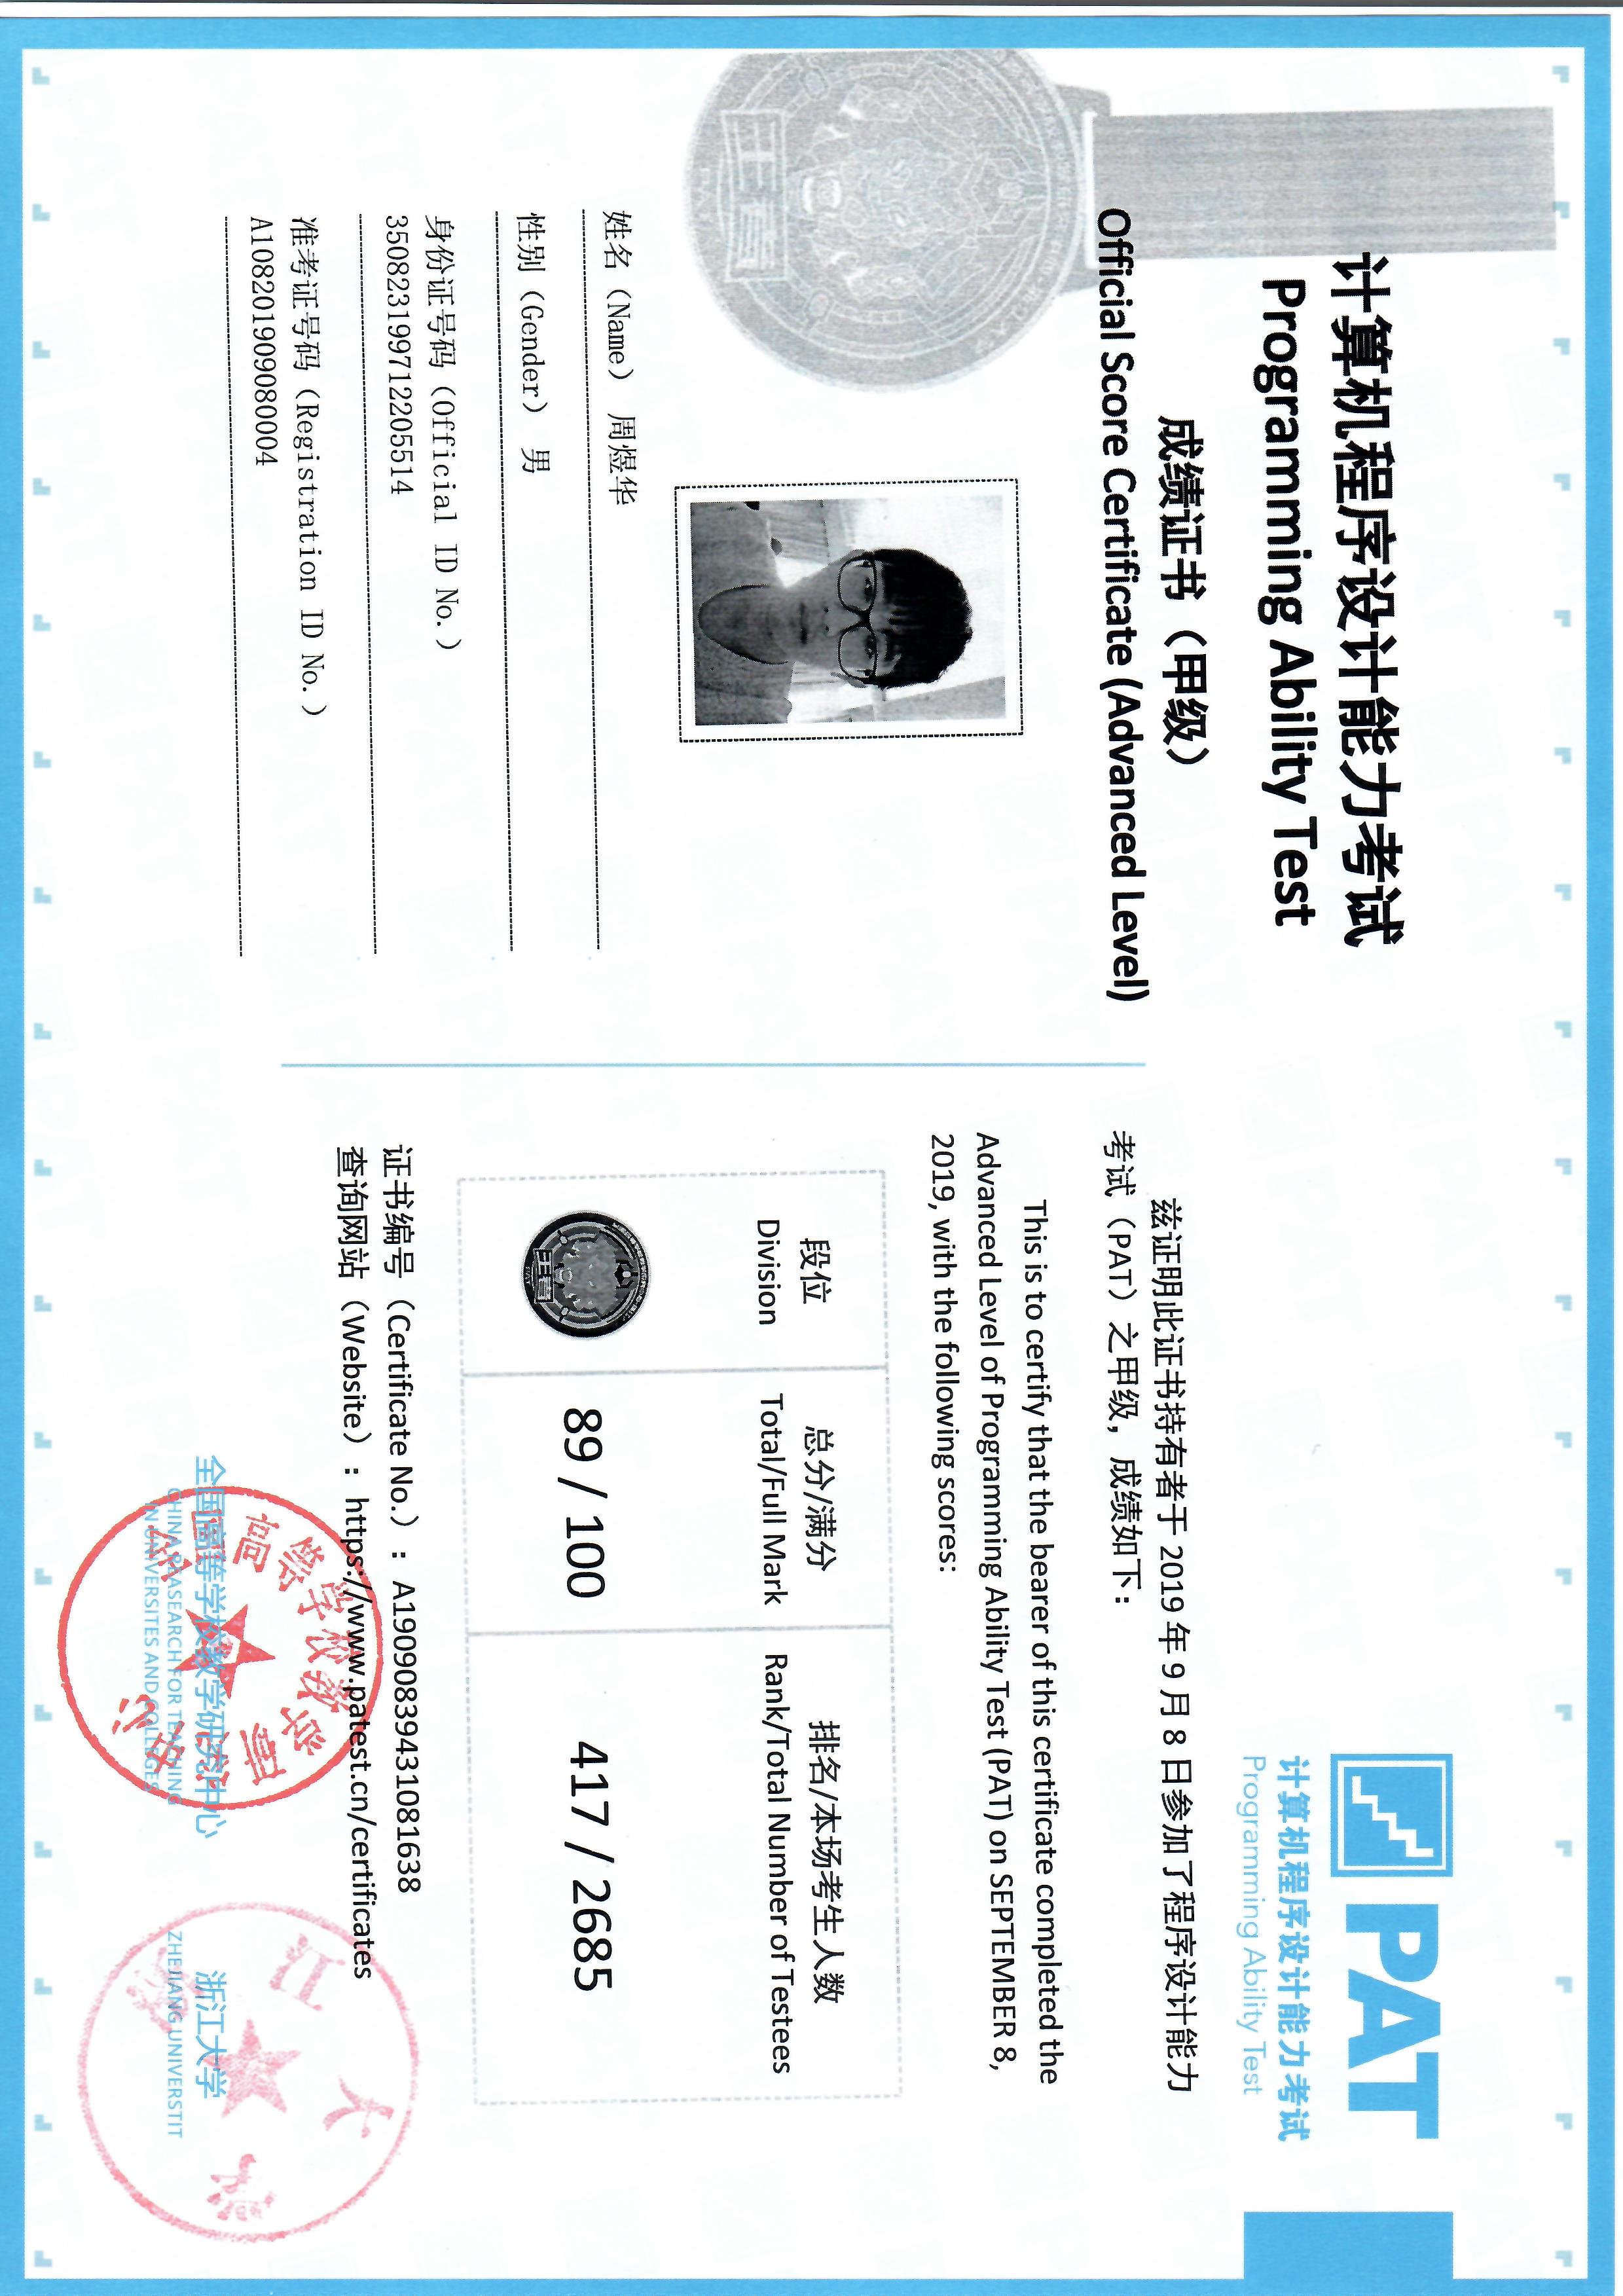 计算机程序设计能力考试
Programming Ability Test
成绩证书（甲级）
Official Score Certificate (Advanced Level)
王者
PAT
姓名（Name） 周煜华
性别（Gender） 男
身份证号码（Official ID No.）
350823199712205514
准考证号码（Registration ID No.）
A108201909080004
PAT
计算机程序设计能力考试
Programming Ability Test
兹证明此证书持有者于 2019 年 9 月 8 日参加了程序设计能力
考试（PAT）之甲级，成绩如下：
This is to certify that the bearer of this certificate completed the
Advanced Level of Programming Ability Test (PAT) on SEPTEMBER 8,
2019, with the following scores:
段位 总分/满分 排名/本场考生人数
Division Total/Full Mark Rank/Total Number of Testees
王者
PAT
89 / 100 417 / 2685
证书编号（Certificate No.）：A19090839431081638
查询网站（Website）：https://www.patest.cn/certificates
全国高等学校教学研究中心
全国高等学校教学研究中心
CHINA REASEARCH FOR TEACHING
IN UNIVERSITES AND COLLEGES
浙江大学
浙江大学
ZHEJIANG UNIVERSTIT